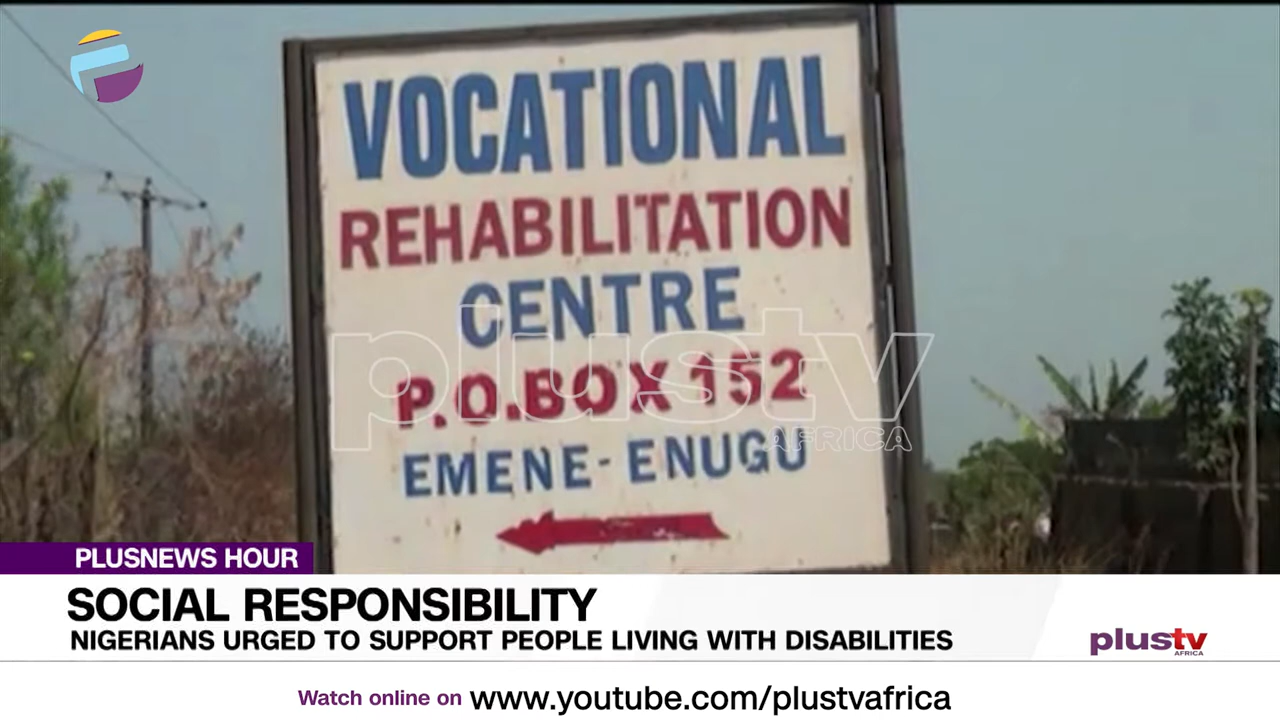 VOCATIONAL
REHABILITATION
CENTRE
P.O.BOX 152
EMENE-ENUGU
plustv
AFRICA
PLUSNEWS HOUR
SOCIAL RESPONSIBILITY
NIGERIANS URGED TO SUPPORT PEOPLE LIVING WITH DISABILITIES
plustv
AFRICA
Watch online on www.youtube.com/plustvafrica